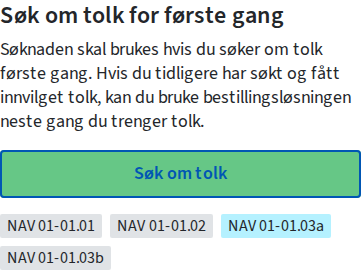 Søk om tolk for første gang
Søknaden skal brukes hvis du søker om tolk
første gang. Hvis du tidligere har søkt og fått
innvilget tolk, kan du bruke bestillingsløsningen
neste gang du trenger tolk.
Søk om tolk
NAV 01-01.01 NAV 01-01.02 NAV 01-01.03a
NAV 01-01.03b